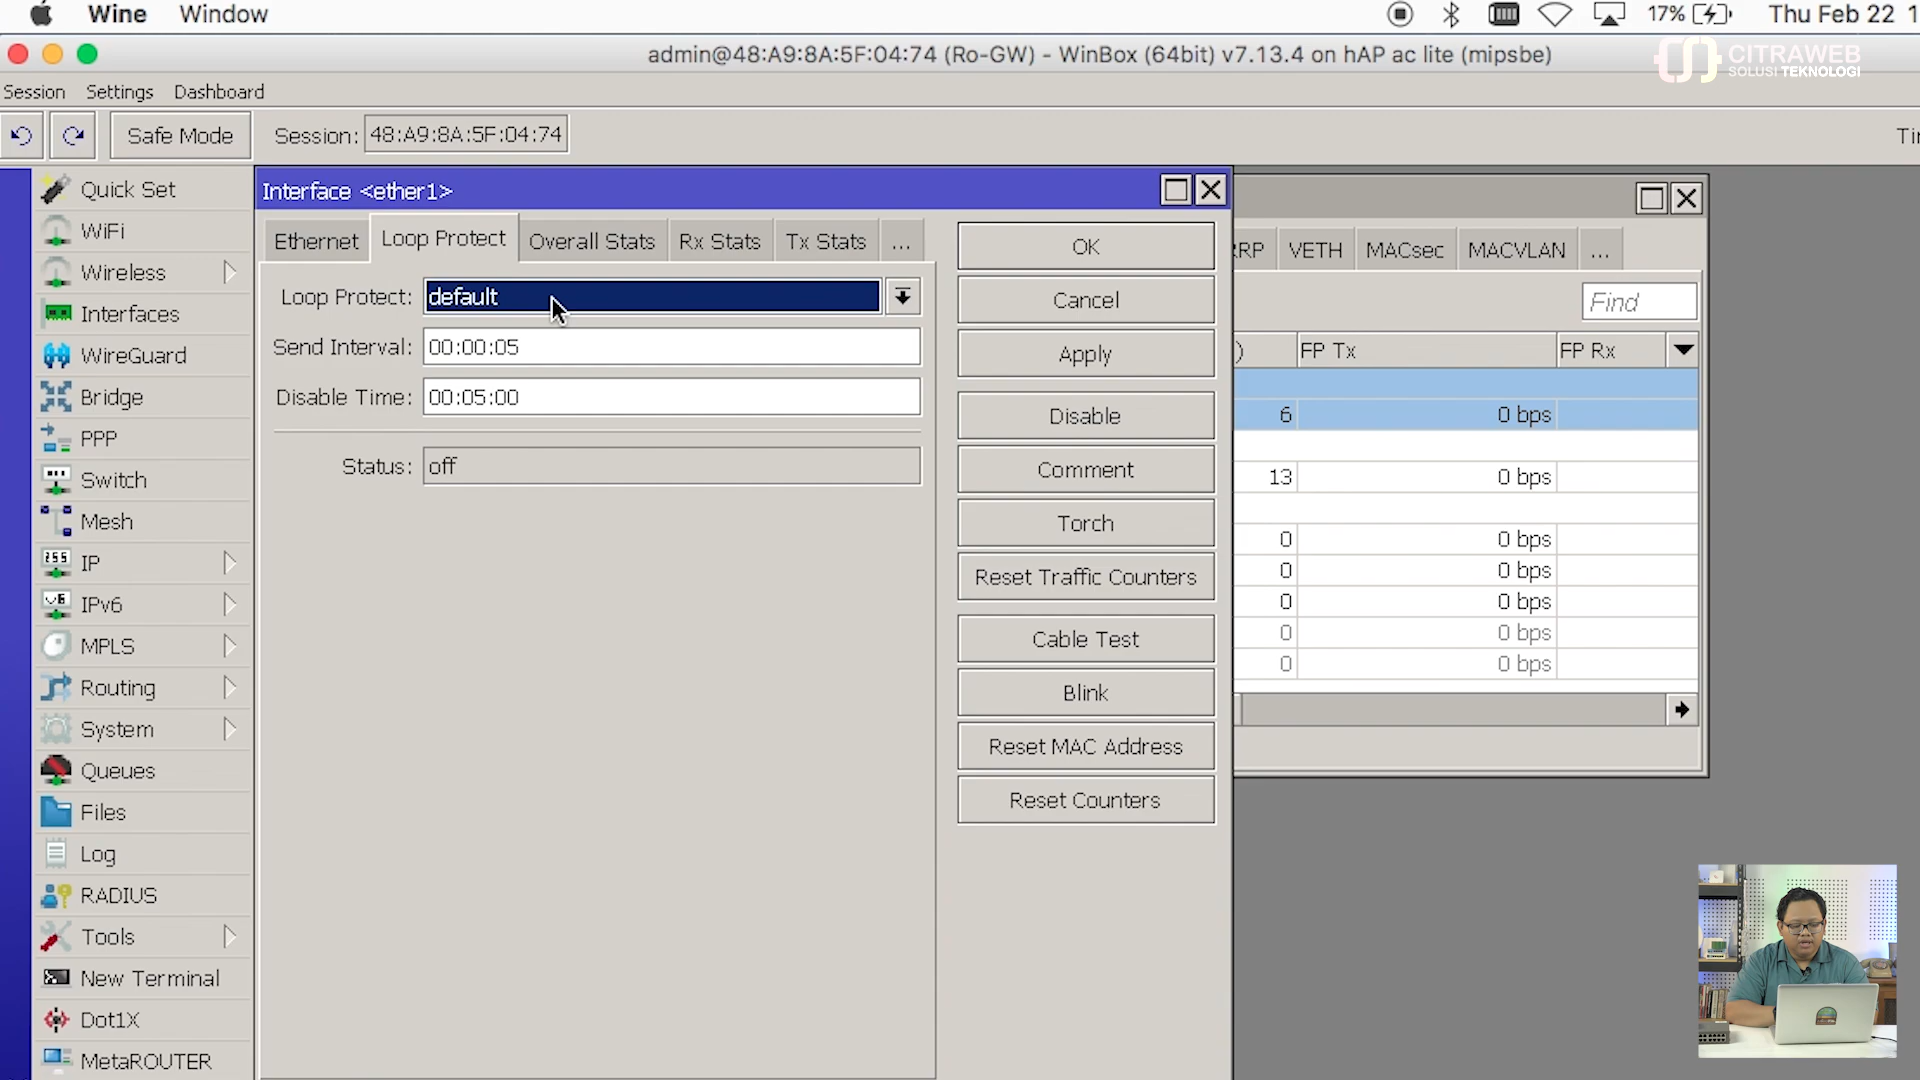 Wine Window 17% Thu Feb 22 1
admin@48:A9:8A:5F:04:74 (Ro-GW) - WinBox (64bit) v7.13.4 on hAP ac lite (mipsbe)
CITRAWEB
SOLUSI TEKNOLOGI
Session Settings Dashboard
Safe Mode Session: 48:A9:8A:5F:04:74 Ti
Quick Set
WiFi
Wireless
Interfaces
WireGuard
Bridge
PPP
Switch
Mesh
IP
IPv6
MPLS
Routing
System
Queues
Files
Log
RADIUS
Tools
New Terminal
Dot1X
MetaROUTER
Interface <ether1>
Ethernet Loop Protect Overall Stats Rx Stats Tx Stats ...
Loop Protect: default
Send Interval: 00:00:05
Disable Time: 00:05:00
Status: off
OK
Cancel
Apply
Disable
Comment
Torch
Reset Traffic Counters
Cable Test
Blink
Reset MAC Address
Reset Counters
RP VETH MACsec MACVLAN ...
Find
) FP Tx FP Rx
6 0 bps
13 0 bps
0 0 bps
0 0 bps
0 0 bps
0 0 bps
0 0 bps